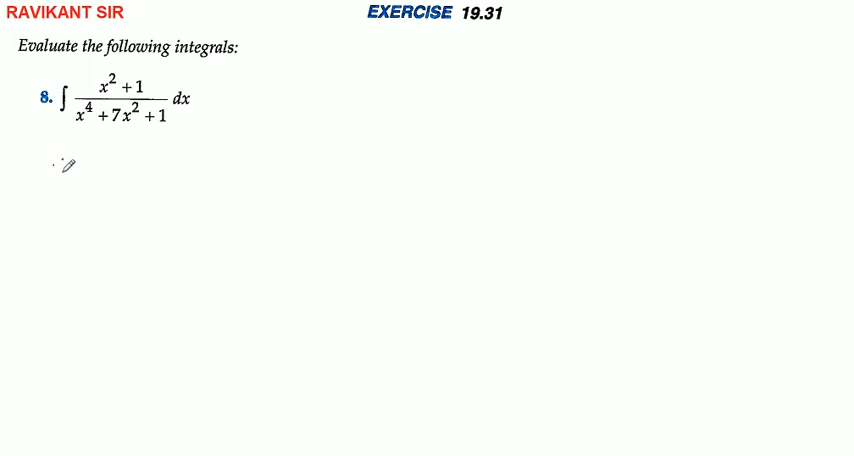 RAVIKANT SIR EXERCISE 19.31
Evaluate the following integrals:
8. ∫ (x² + 1)/(x⁴ + 7x² + 1) dx